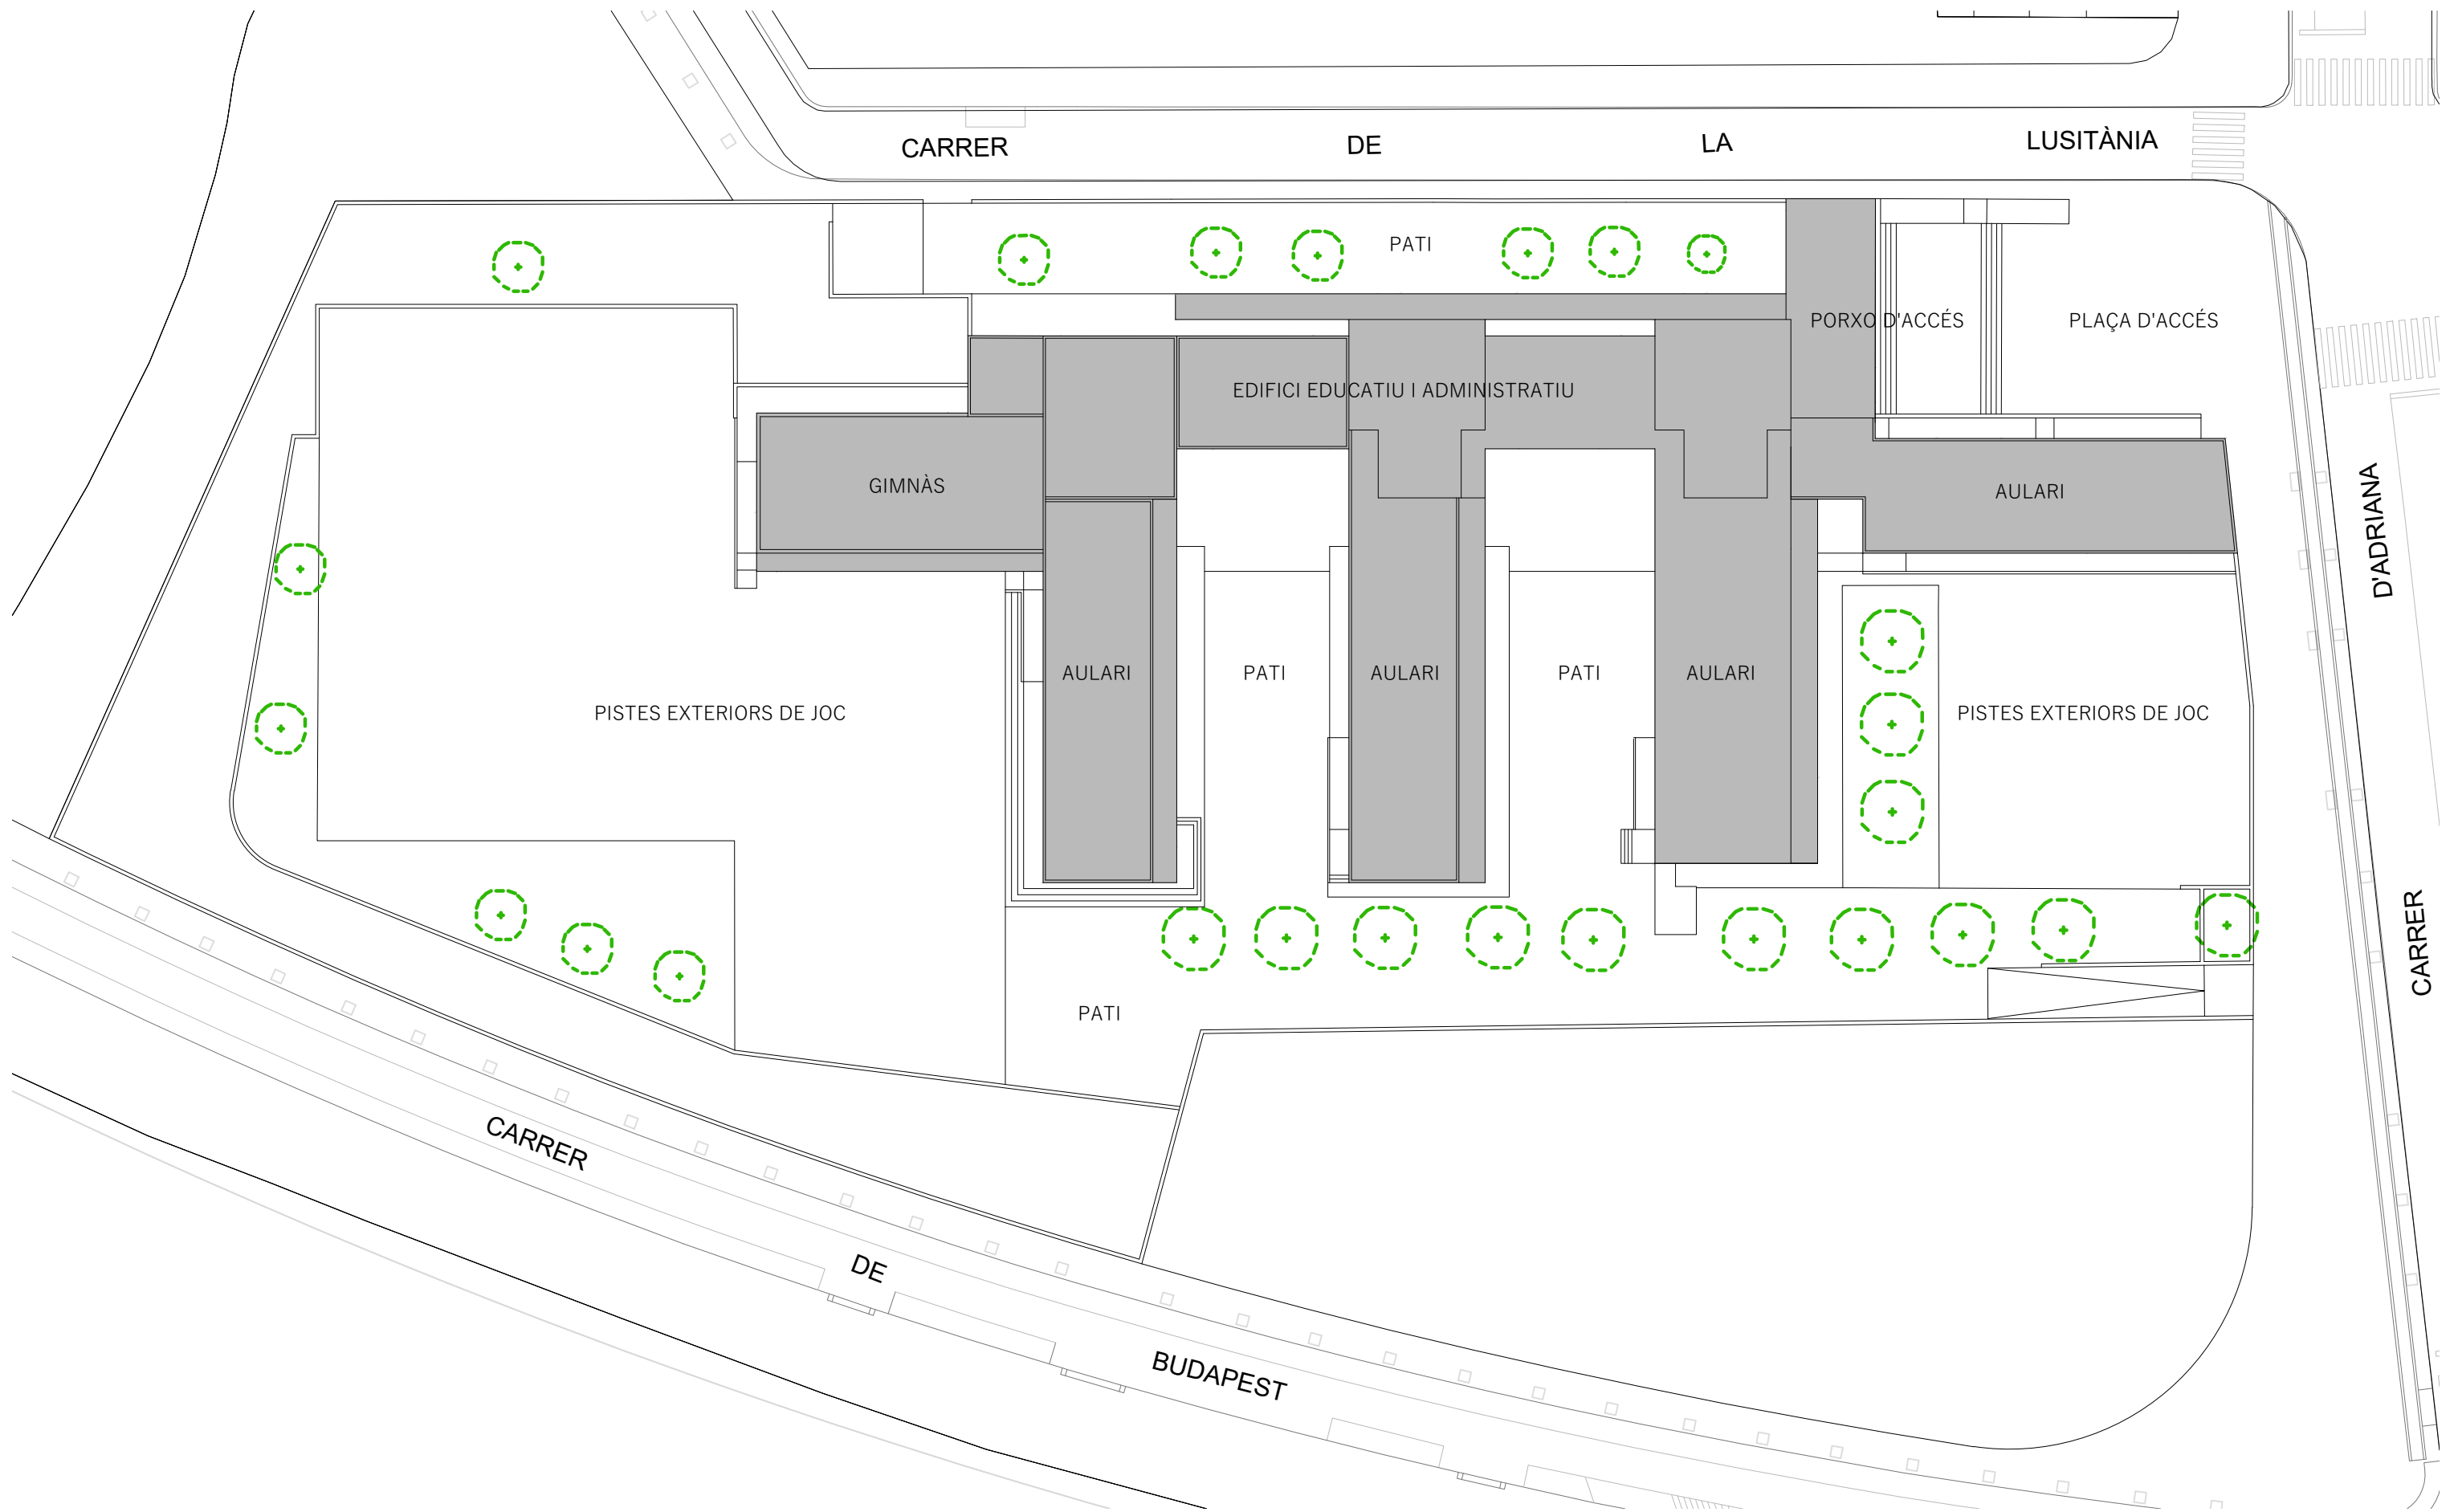 CARRER DE LA LUSITÀNIA
PATI
PORXO D'ACCÉS
PLAÇA D'ACCÉS
EDIFICI EDUCATIU I ADMINISTRATIU
GIMNÀS
AULARI
AULARI
PATI
AULARI
PATI
AULARI
PISTES EXTERIORS DE JOC
PISTES EXTERIORS DE JOC
PATI
CARRER D'ADRIANA
CARRER DE BUDAPEST